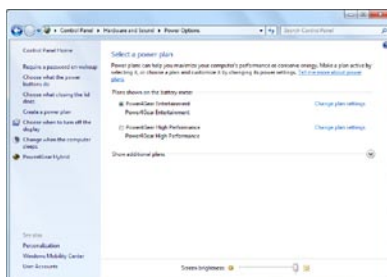 Control Panel ▸ Hardware and Sound ▸ Power Options
Search Control Panel
Control Panel Home
Require a password on wakeup
Choose what the power buttons do
Choose what closing the lid does
Create a power plan
Choose when to turn off the display
Change when the computer sleeps
Power4Gear Hybrid
See also
Personalization
Windows Mobility Center
User Accounts
Select a power plan
Power plans can help you maximize your computer's performance or conserve energy. Make a plan active by
selecting it, or choose a plan and customize it by changing its power settings. Tell me more about power
plans
Plans shown on the battery meter
Power4Gear Entertainment
Change plan settings
Power4Gear Entertainment
Power4Gear High Performance
Change plan settings
Power4Gear High Performance
Show additional plans
Screen brightness: